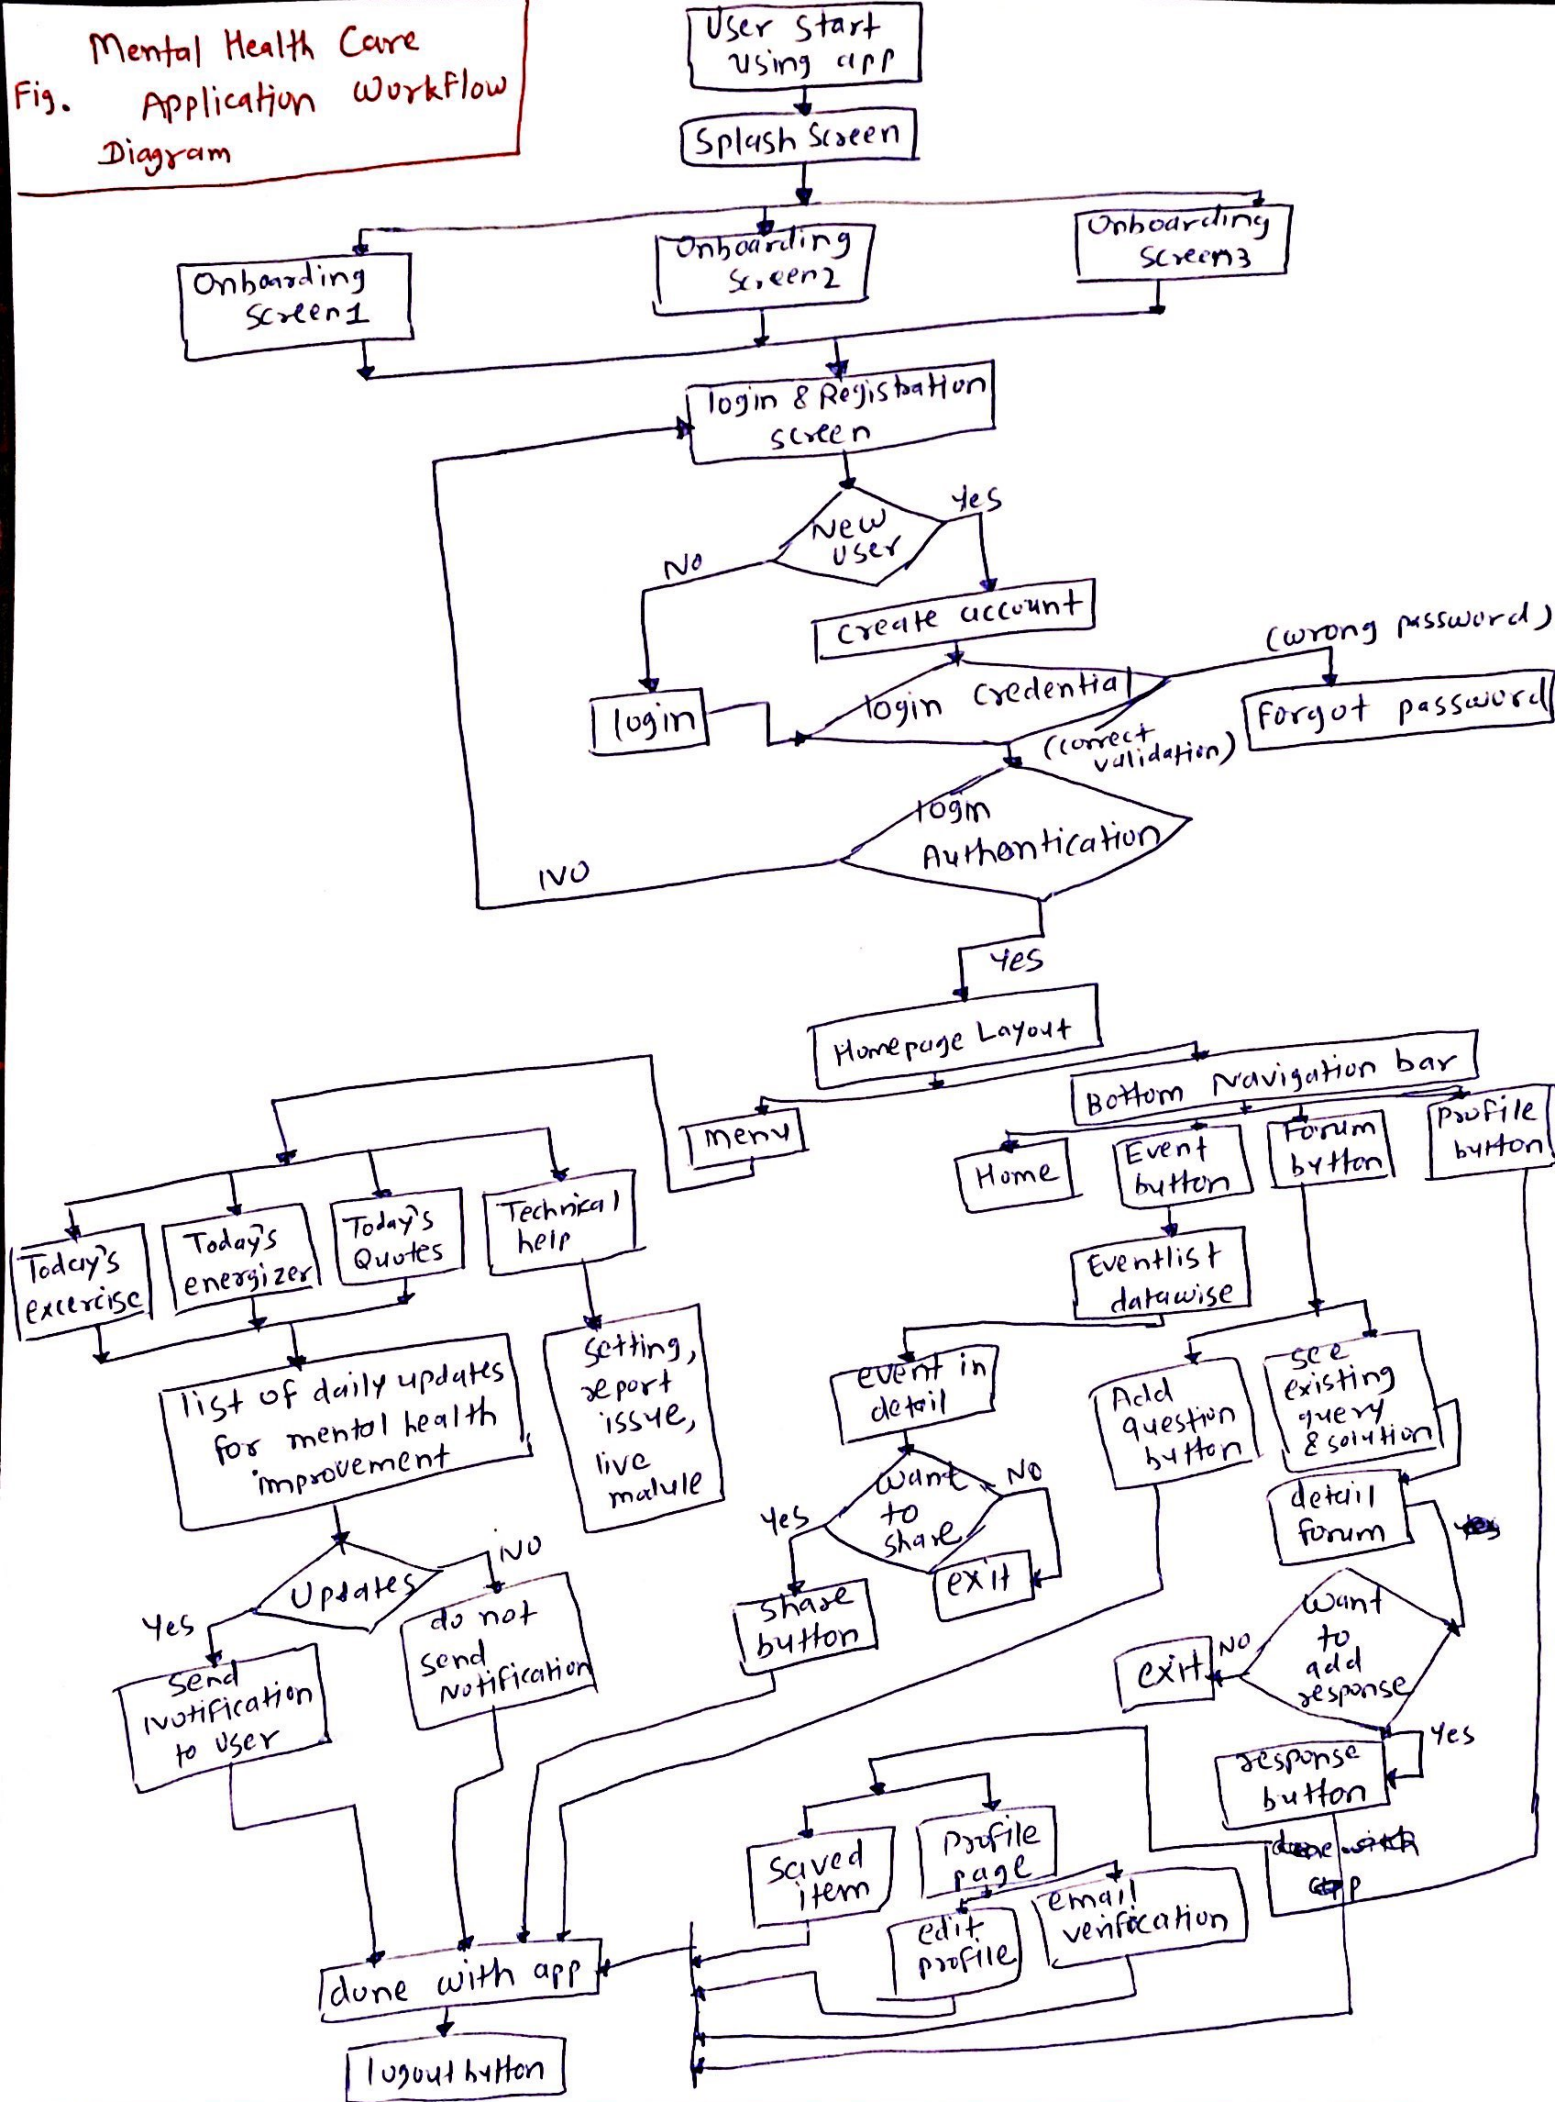 Mental Health Care
Fig. Application Workflow
Diagram
User start
using app
Splash Screen
Onboarding
Screen1
Onboarding
Screen2
Onboarding
Screen3
login & Registration
screen
New
user
Yes
No
create account
(wrong password)
login
login credential
Forgot password
(correct
validation)
login
Authentication
NO
Yes
Homepage Layout
Bottom Navigation bar
menu
Home
Event
button
Forum
button
profile
button
Today's
excercise
Today's
energizer
Today's
Quotes
Technical
help
Eventlist
datawise
list of daily updates
for mental health
improvement
setting,
report
issue,
live
module
event in
detail
Add
question
button
see
existing
query
& solution
want
to
share
Yes
NO
exit
share
button
detail
forum
Updates
Yes
NO
do not
send
Notification
send
Notification
to user
want
to
add
response
NO
exit
Yes
response
button
saved
item
profile
page
edit
profile
email
verification
done with app
logout button